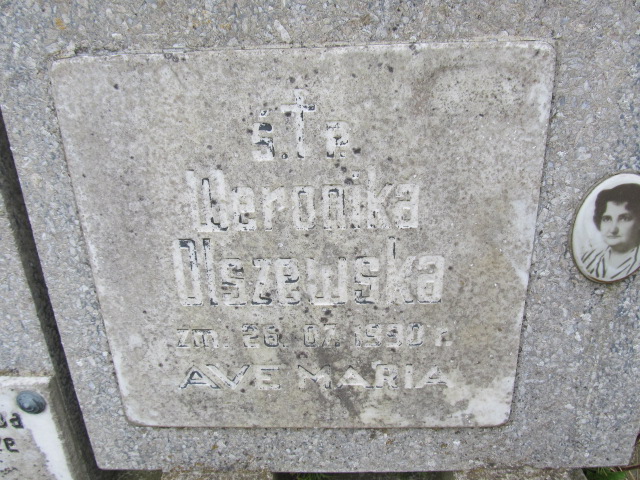 Ś.†P.
Weronika
Olszewska
zm. 26. 07. 1990 r.
AVE MARIA